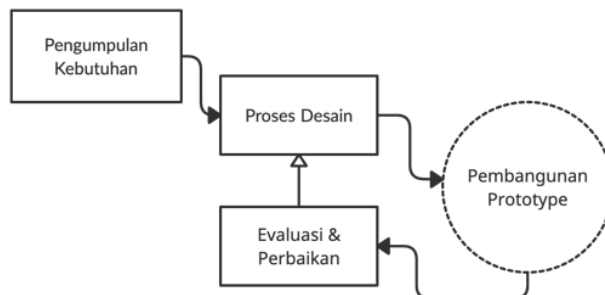 Pengumpulan
Kebutuhan
Proses Desain
Pembangunan
Prototype
Evaluasi &
Perbaikan